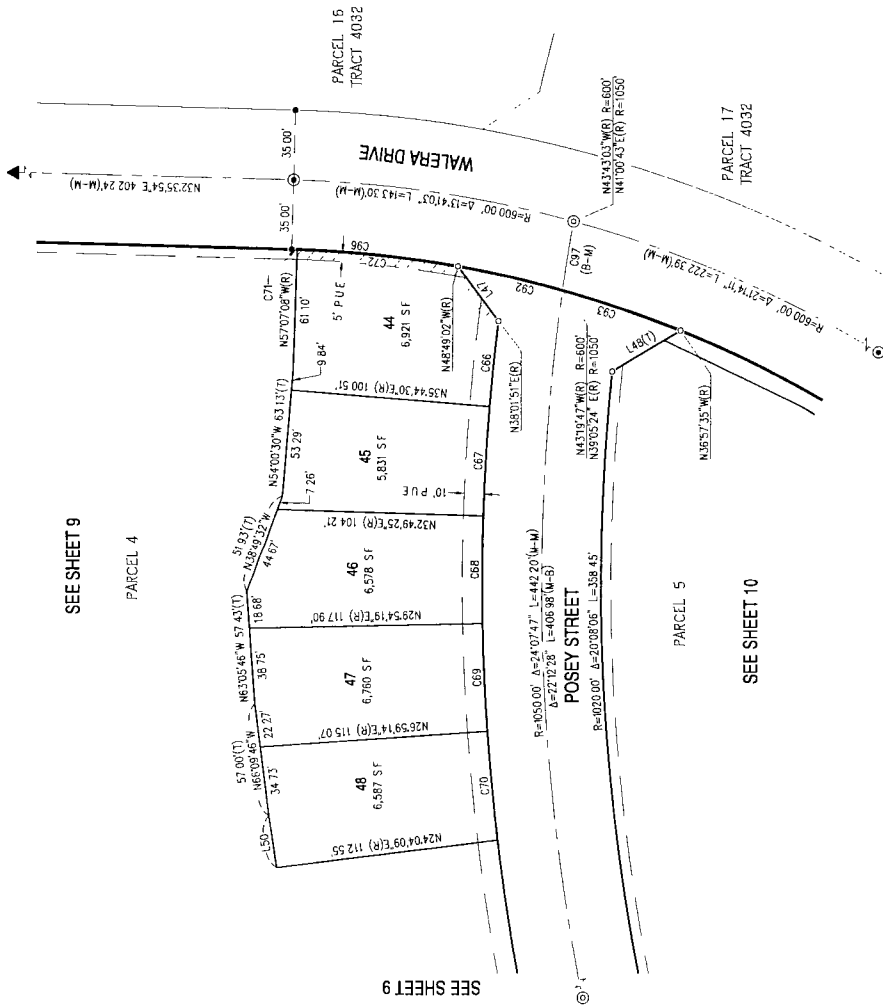 SEE SHEET 9
PARCEL 4
PARCEL 16
TRACT 4032
35 00'
35 00'
WALERA DRIVE
N32°35'54"E 402 24'(M-M)
R=600 00' Δ=13°41'03" L=143 30'(M-M)
C96
C72
C71
N57°07'08"W(R)
61 10'
5' P U E
9 84'
44
6,921 S F
N48°49'02"W(R)
L47
C92
C97
(B-M)
N43°43'03"W(R) R=600'
N41°00'43"E(R) R=1050'
PARCEL 17
TRACT 4032
R=600 00' Δ=21°14'11" L=222 39'(M-M)
C93
L48(T)
C66
N38°01'51"E(R)
N43°19'47"W(R) R=600'
N39°05'24" E(R) R=1050'
N36°57'35"W(R)
N35°44'30"E(R) 100 51'
N54°00'30"W 63 13'(T)
53 29'
7 26'
45
5,831 S F
C67
10' P U E
N32°49'25"E(R) 104 21'
51 93'(T)
N38°49'32"W
44 67'
46
6,578 S F
C68
18 68'
N63°05'46"W 57 43'(T)
38 75'
N29°54'19"E(R) 117 90'
47
6,760 S F
C69
57 00'(T)
N66°09'46"W
22 27'
34 73'
N26°59'14"E(R) 115 07'
48
6,587 S F
C70
L50
N24°04'09"E(R) 112 55'
R=1050 00' Δ=24°07'47" L=442 20'(M-M)
Δ=22°12'28" L=406 98'(M-B)
POSEY STREET
R=1020 00' Δ=20°08'06" L=358 45'
PARCEL 5
SEE SHEET 10
SEE SHEET 9